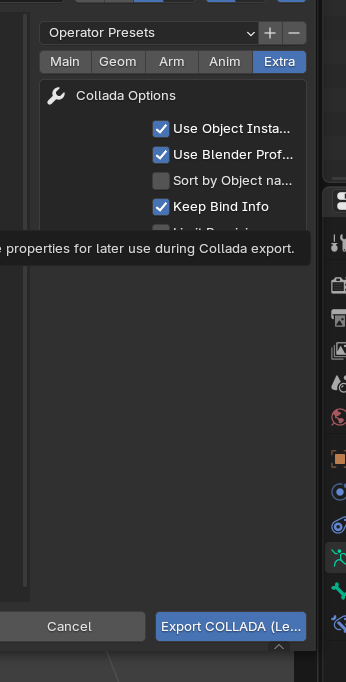 Operator Presets
Main Geom Arm Anim Extra
Collada Options
Use Object Insta...
Use Blender Prof...
Sort by Object na...
Keep Bind Info
properties for later use during Collada export.
Cancel Export COLLADA (Le...